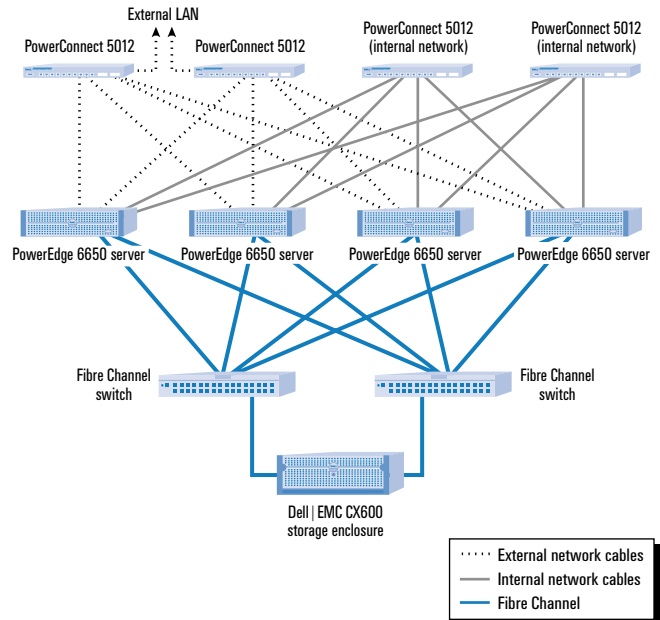 External LAN
PowerConnect 5012
PowerConnect 5012
PowerConnect 5012
(internal network)
PowerConnect 5012
(internal network)
PowerEdge 6650 server
PowerEdge 6650 server
PowerEdge 6650 server
PowerEdge 6650 server
Fibre Channel
switch
Fibre Channel
switch
Dell | EMC CX600
storage enclosure
External network cables
Internal network cables
Fibre Channel